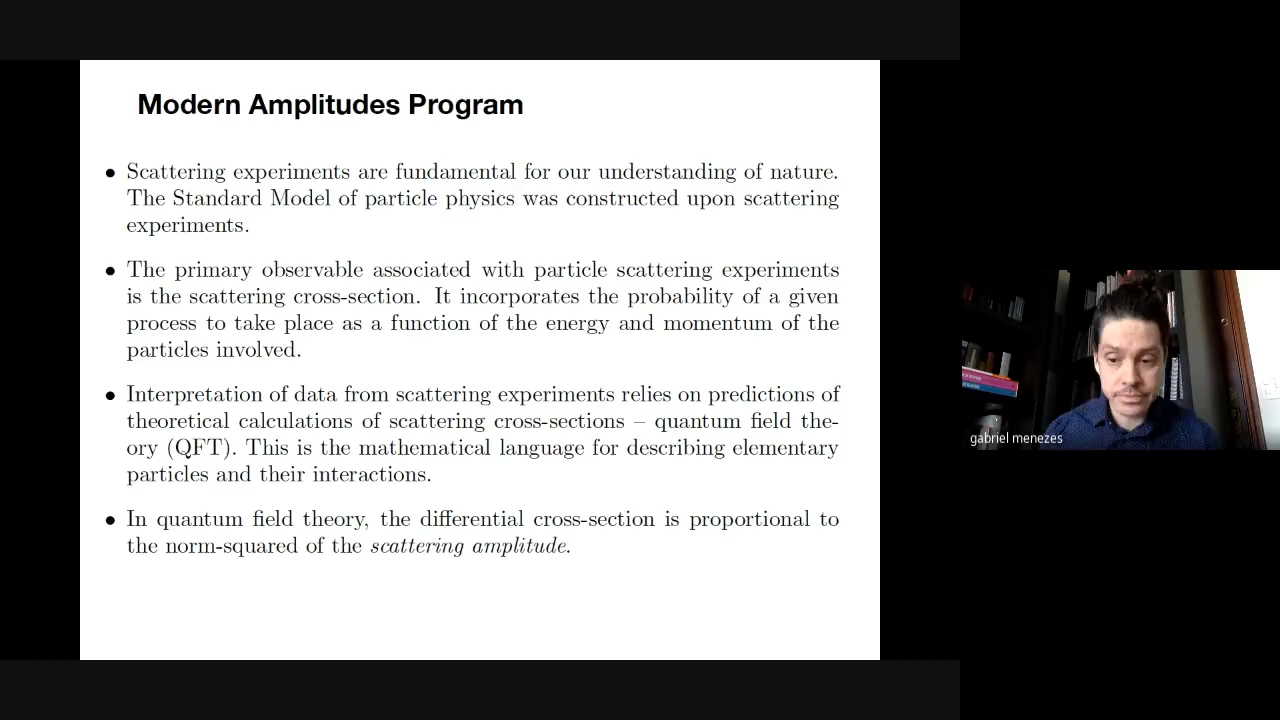 Modern Amplitudes Program
• Scattering experiments are fundamental for our understanding of nature.
The Standard Model of particle physics was constructed upon scattering
experiments.
• The primary observable associated with particle scattering experiments
is the scattering cross-section. It incorporates the probability of a given
process to take place as a function of the energy and momentum of the
particles involved.
• Interpretation of data from scattering experiments relies on predictions of
theoretical calculations of scattering cross-sections – quantum field the-
ory (QFT). This is the mathematical language for describing elementary
particles and their interactions.
• In quantum field theory, the differential cross-section is proportional to
the norm-squared of the scattering amplitude.
gabriel menezes